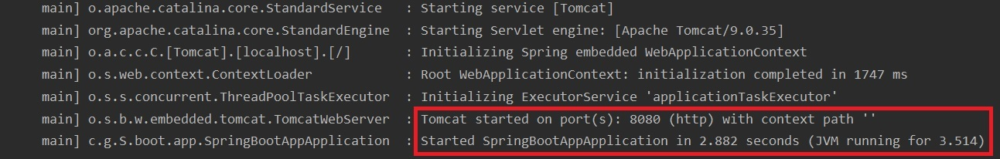 main] o.apache.catalina.core.StandardService : Starting service [Tomcat]
main] org.apache.catalina.core.StandardEngine : Starting Servlet engine: [Apache Tomcat/9.0.35]
main] o.a.c.c.C.[Tomcat].[localhost].[/] : Initializing Spring embedded WebApplicationContext
main] o.s.web.context.ContextLoader : Root WebApplicationContext: initialization completed in 1747 ms
main] o.s.s.concurrent.ThreadPoolTaskExecutor : Initializing ExecutorService 'applicationTaskExecutor'
main] o.s.b.w.embedded.tomcat.TomcatWebServer : Tomcat started on port(s): 8080 (http) with context path ''
main] c.g.S.boot.app.SpringBootAppApplication : Started SpringBootAppApplication in 2.882 seconds (JVM running for 3.514)